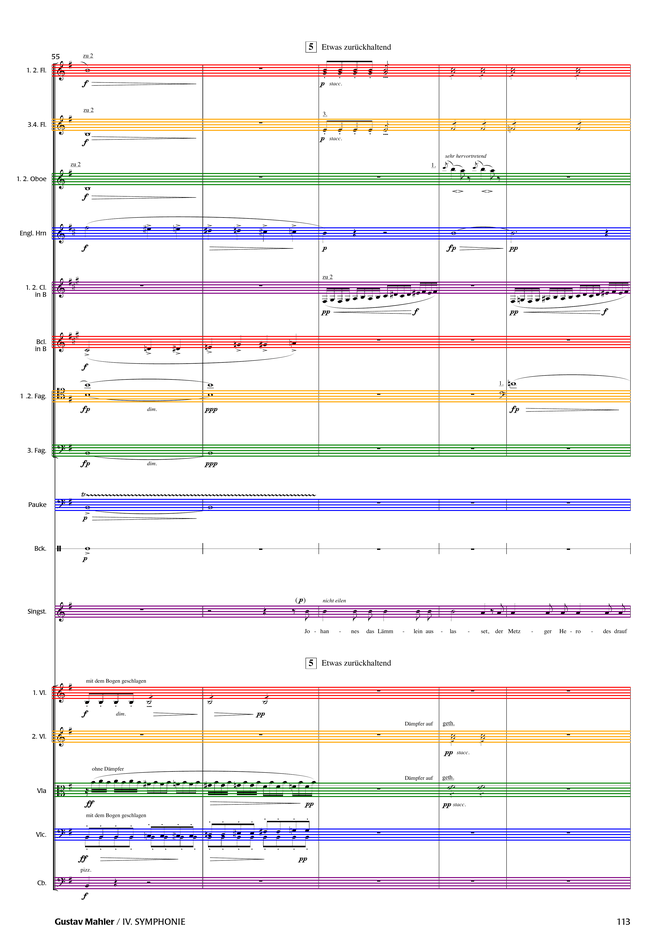 5 Etwas zurückhaltend
55
zu 2
1. 2. Fl.
f
p stacc.
zu 2
3.
3.4. Fl.
f
p stacc.
sehr hervortretend
zu 2
1.
1. 2. Oboe
f
Engl. Hrn
f
p
fp
pp
zu 2
1. 2. Cl.
in B
pp
f
pp
f
Bcl.
in B
f
1.
1 .2. Fag.
fp
dim.
ppp
fp
3. Fag.
fp
dim.
ppp
tr
Pauke
p
Bck.
p
(p) nicht eilen
Singst.
Jo - han - nes das Lämm - lein aus - las - set, der Metz - ger He - ro - des drauf
5 Etwas zurückhaltend
mit dem Bogen geschlagen
1. Vl.
f
dim.
pp
Dämpfer auf
geth.
2. Vl.
pp stacc.
ohne Dämpfer
Dämpfer auf
geth.
Vla
ff
pp
pp stacc.
mit dem Bogen geschlagen
Vlc.
ff
pp
pizz.
Cb.
f
Gustav Mahler / IV. SYMPHONIE
113